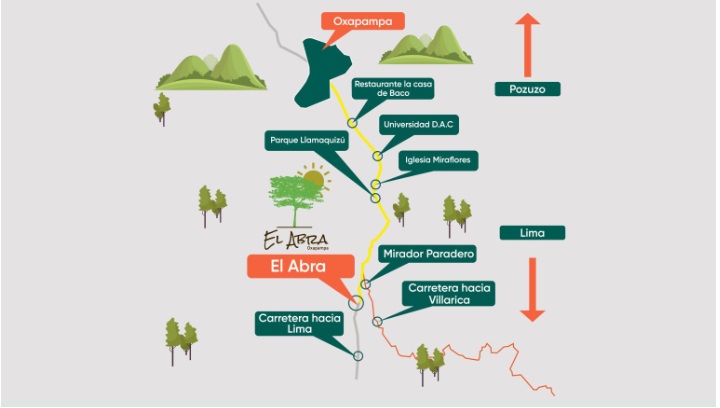 Oxapampa
Restaurante la casa
de Baco
Pozuzo
Universidad D.A.C
Parque Llamaquizú
Iglesia Miraflores
El Abra
Oxapampa
Lima
Mirador Paradero
El Abra
Carretera hacia
Villarica
Carretera hacia
Lima